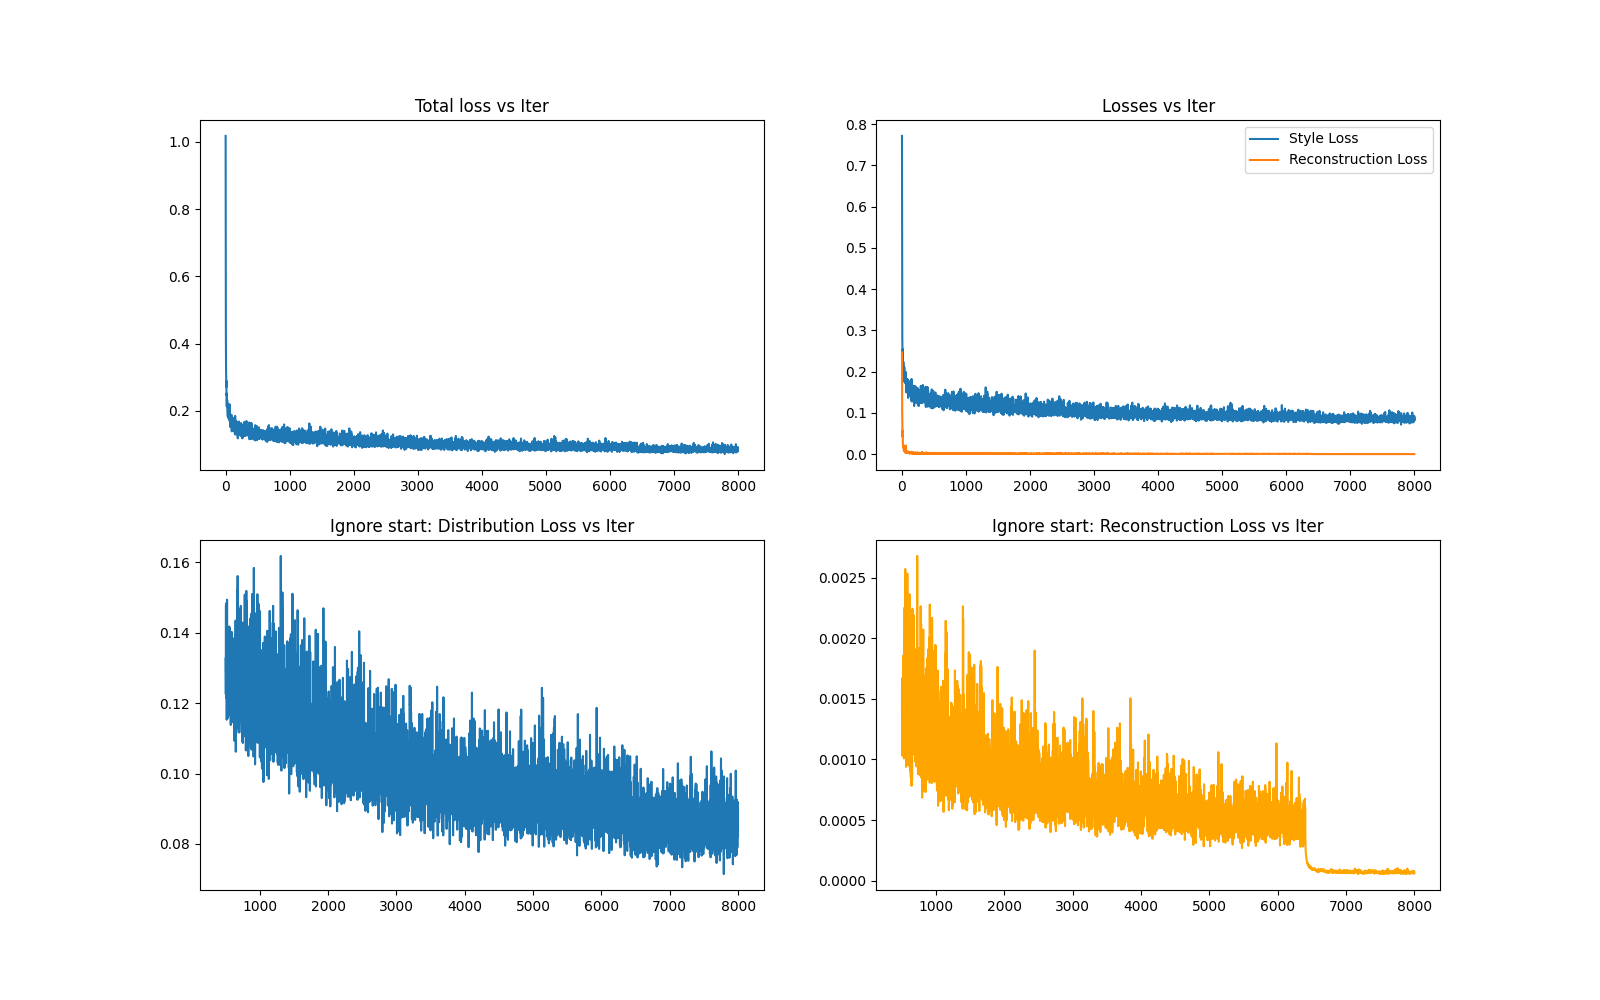 Total loss vs Iter
1.0
0.8
0.6
0.4
0.2
0 1000 2000 3000 4000 5000 6000 7000 8000
Losses vs Iter
0.8
0.7
0.6
0.5
0.4
0.3
0.2
0.1
0.0
Style Loss
Reconstruction Loss
0 1000 2000 3000 4000 5000 6000 7000 8000
Ignore start: Distribution Loss vs Iter
0.16
0.14
0.12
0.10
0.08
1000 2000 3000 4000 5000 6000 7000 8000
Ignore start: Reconstruction Loss vs Iter
0.0025
0.0020
0.0015
0.0010
0.0005
0.0000
1000 2000 3000 4000 5000 6000 7000 8000